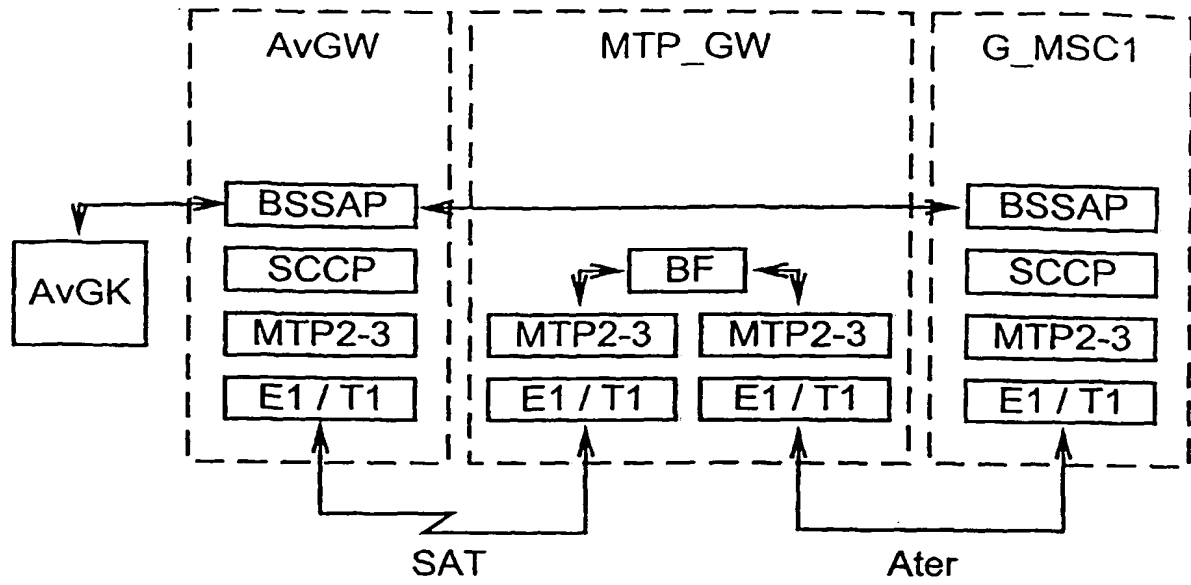 AvGW
MTP_GW
G_MSC1
BSSAP
BSSAP
SCCP
BF
SCCP
AvGK
MTP2-3
MTP2-3
MTP2-3
MTP2-3
E1 / T1
E1 / T1
E1 / T1
E1 / T1
SAT
Ater